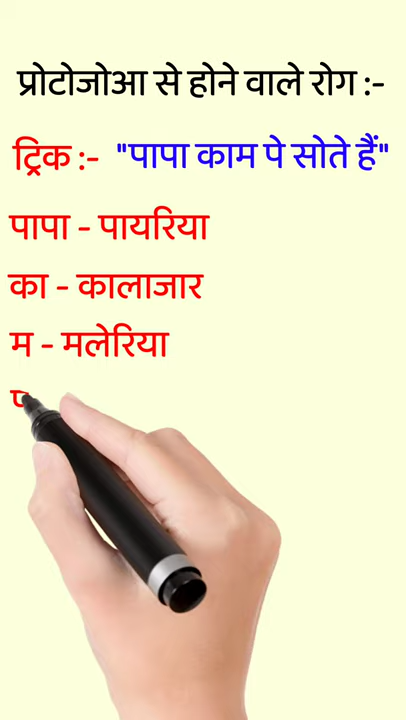 प्रोटोजोआ से होने वाले रोग :-
ट्रिक :- "पापा काम पे सोते हैं"
पापा - पायरिया
का - कालाजार
म - मलेरिया